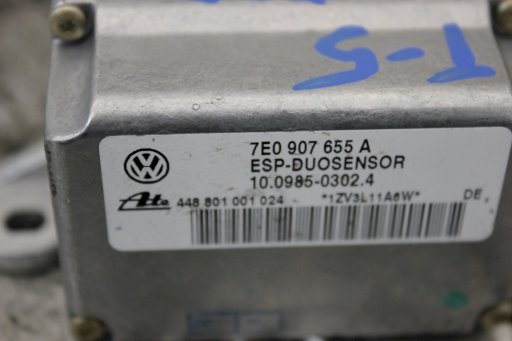 T-5
7E0 907 655 A
ESP-DUOSENSOR
10.0985-0302.4
Ate 448 801 001 024 *1ZV3L11A6W* DE